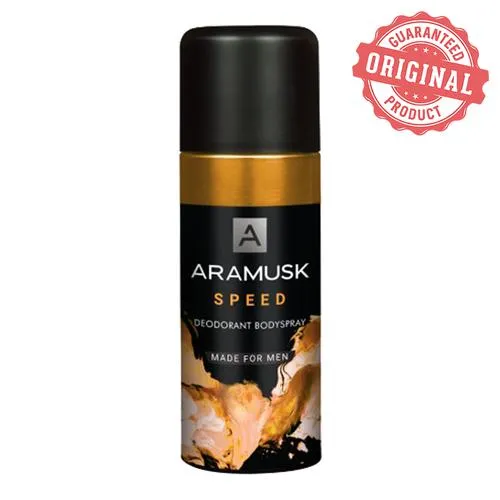 GUARANTEED
ORIGINAL
PRODUCT
A
ARAMUSK
SPEED
DEODORANT BODYSPRAY
MADE FOR MEN